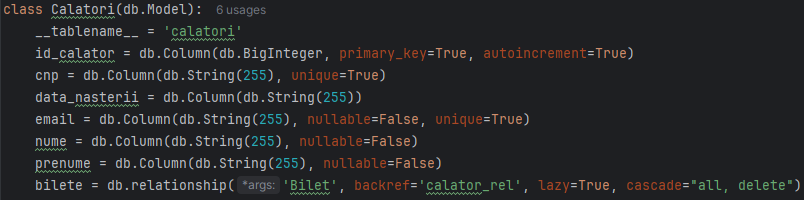 class Calatori(db.Model):  6 usages
    __tablename__ = 'calatori'
    id_calator = db.Column(db.BigInteger, primary_key=True, autoincrement=True)
    cnp = db.Column(db.String(255), unique=True)
    data_nasterii = db.Column(db.String(255))
    email = db.Column(db.String(255), nullable=False, unique=True)
    nume = db.Column(db.String(255), nullable=False)
    prenume = db.Column(db.String(255), nullable=False)
    bilete = db.relationship( *args: 'Bilet', backref='calator_rel', lazy=True, cascade="all, delete")